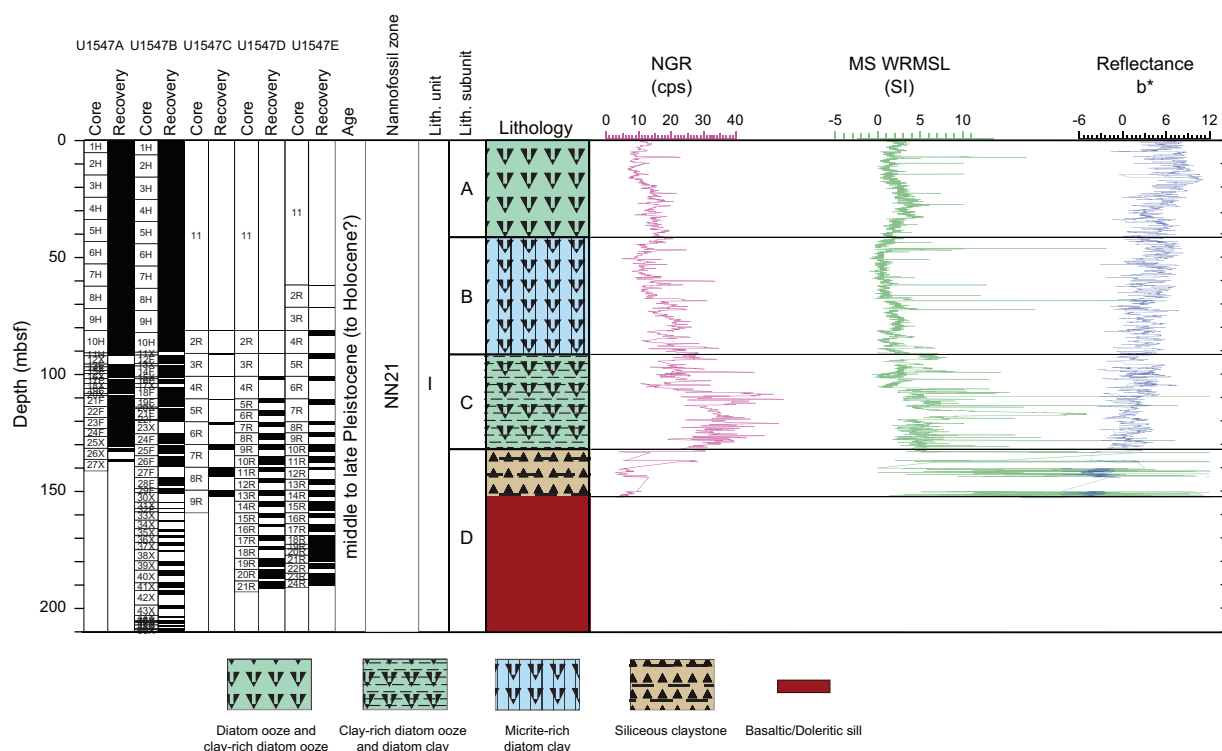 U1547A U1547B U1547C U1547D U1547E
Core Recovery Core Recovery Core Recovery Core Recovery Core Recovery Age Nannofossil zone Lith. unit Lith. subunit Lithology
NGR
(cps)
MS WRMSL
(SI)
Reflectance
b*
0 10 20 30 40
-5 0 5 10
-6 0 6 12
Depth (mbsf)
0
50
100
150
200
1H
2H
3H
4H
5H
6H
7H
8H
9H
10H
21F
22F
23F
24F
25X
26X
27X
1H
2H
3H
4H
5H
6H
7H
8H
9H
10H
18F
23X
24F
25F
26F
27F
28F
30X
33X
34X
35X
36X
37X
38X
39X
40X
41X
42X
43X
11
2R
3R
4R
5R
6R
7R
8R
9R
11
2R
3R
4R
5R
6R
7R
8R
9R
10R
11R
12R
13R
14R
15R
16R
17R
18R
19R
20R
21R
11
2R
3R
4R
5R
6R
7R
8R
9R
10R
11R
12R
13R
14R
15R
16R
17R
18R
19R
20R
21R
22R
23R
24R
middle to late Pleistocene (to Holocene?)
NN21
I
A
B
C
D
Diatom ooze and
clay-rich diatom ooze
Clay-rich diatom ooze
and diatom clay
Micrite-rich
diatom clay
Siliceous claystone
Basaltic/Doleritic sill